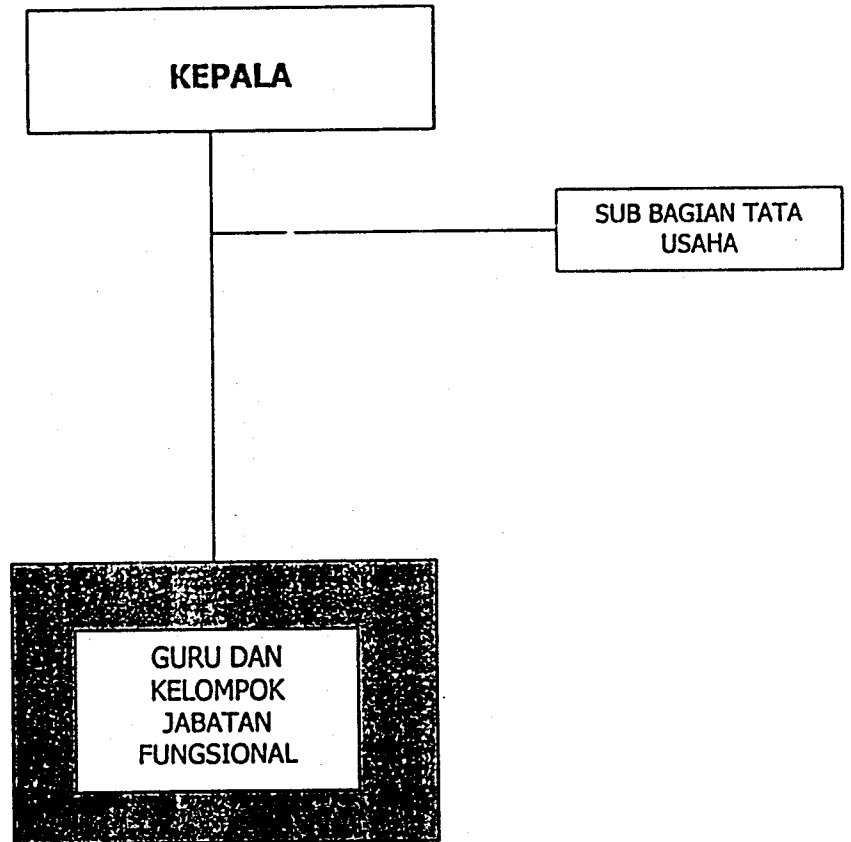 KEPALA
SUB BAGIAN TATA
USAHA
GURU DAN
KELOMPOK
JABATAN
FUNGSIONAL